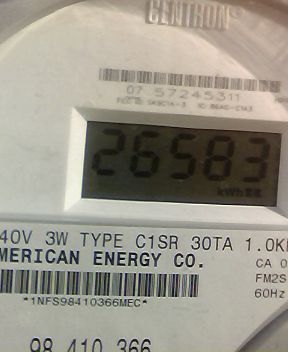 CENTRON
07 57245311
26583
kWh
40V 3W TYPE C1SR 30TA 1.0K
MERICAN ENERGY CO.
CA 0
FM2S
*1NFS98410366MEC*
60Hz
98 410 366